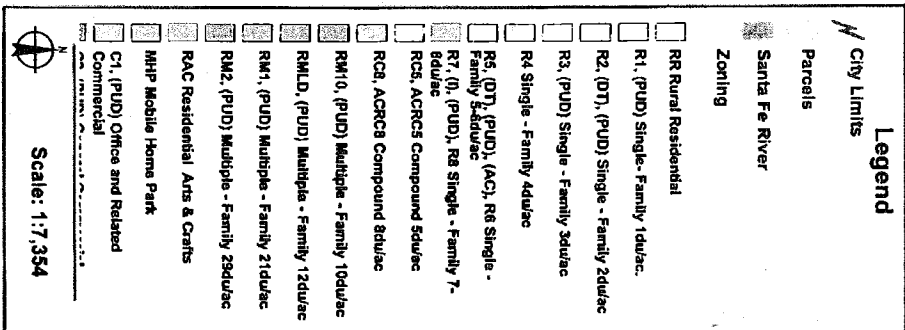 Legend
City Limits
Parcels
Santa Fe River
Zoning
RR Rural Residential
R1, (PUD) Single- Family 1du/ac.
R2, (DT), (PUD) Single - Family 2du/ac
R3, (PUD) Single - Family 3du/ac
R4 Single - Family 4du/ac
R5, (DT), (PUD), (AC), R6 Single -
Family 5-6du/ac
R7, (I), (PUD), R8 Single - Family 7-
8du/ac
RC5, ACRC5 Compound 5du/ac
RC8, ACRC8 Compound 8du/ac
RM10, (PUD) Multiple - Family 10du/ac
RMLD, (PUD) Multiple - Family 12du/ac
RM1, (PUD) Multiple - Family 21du/ac
RM2, (PUD) Multiple - Family 29du/ac
RAC Residential Arts & Crafts
MHP Mobile Home Park
C1, (PUD) Office and Related
Commercial
N
Scale: 1:7,354